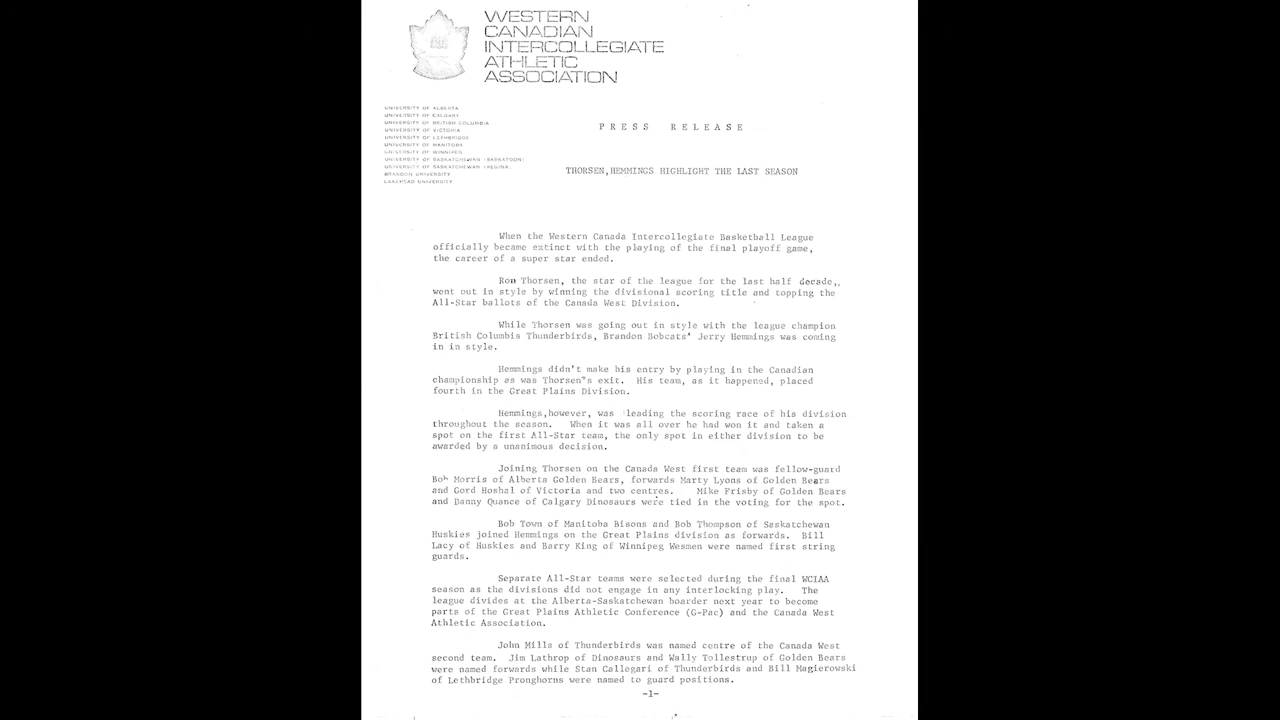 WESTERN
CANADIAN
INTERCOLLEGIATE
ATHLETIC
ASSOCIATION
UNIVERSITY OF ALBERTA
UNIVERSITY OF CALGARY
UNIVERSITY OF BRITISH COLUMBIA
UNIVERSITY OF VICTORIA
UNIVERSITY OF LETHBRIDGE
UNIVERSITY OF MANITOBA
UNIVERSITY OF WINNIPEG
UNIVERSITY OF SASKATCHEWAN (SASKATOON)
UNIVERSITY OF SASKATCHEWAN (REGINA)
BRANDON UNIVERSITY
LAKEHEAD UNIVERSITY
PRESS RELEASE
THORSEN,HEMMINGS HIGHLIGHT THE LAST SEASON
When the Western Canada Intercollegiate Basketball League
officially became extinct with the playing of the final playoff game,
the career of a super star ended.
Ron Thorsen, the star of the league for the last half decade,,
went out in style by winning the divisional scoring title and topping the
All-Star ballots of the Canada West Division.
While Thorsen was going out in style with the league champion
British Columbis Thunderbirds, Brandon Bobcats' Jerry Hemmings was coming
in in style.
Hemmings didn't make his entry by playing in the Canadian
championship as was Thorsen's exit. His team, as it happened, placed
fourth in the Great Plains Division.
Hemmings,however, was leading the scoring race of his division
throughout the season. When it was all over he had won it and taken a
spot on the first All-Star team, the only spot in either division to be
awarded by a unanimous decision.
Joining Thorsen on the Canada West first team was fellow-guard
Bob Morris of Alberta Golden Bears, forwards Marty Lyons of Golden Bears
and Gord Hoshal of Victoria and two centres. Mike Frisby of Golden Bears
and Danny Quance of Calgary Dinosaurs were tied in the voting for the spot.
Bob Town of Manitoba Bisons and Bob Thompson of Saskatchewan
Huskies joined Hemmings on the Great Plains division as forwards. Bill
Lacy of Huskies and Barry King of Winnipeg Wesmen were named first string
guards.
Separate All-Star teams were selected during the final WCIAA
season as the divisions did not engage in any interlocking play. The
league divides at the Alberta-Saskatchewan boarder next year to become
parts of the Great Plains Athletic Conference (G-Pac) and the Canada West
Athletic Association.
John Mills of Thunderbirds was named centre of the Canada West
second team. Jim Lathrop of Dinosaurs and Wally Tollestrup of Golden Bears
were named forwards while Stan Callegari of Thunderbirds and Bill Magierowski
of Lethbridge Pronghorns were named to guard positions.
-1-